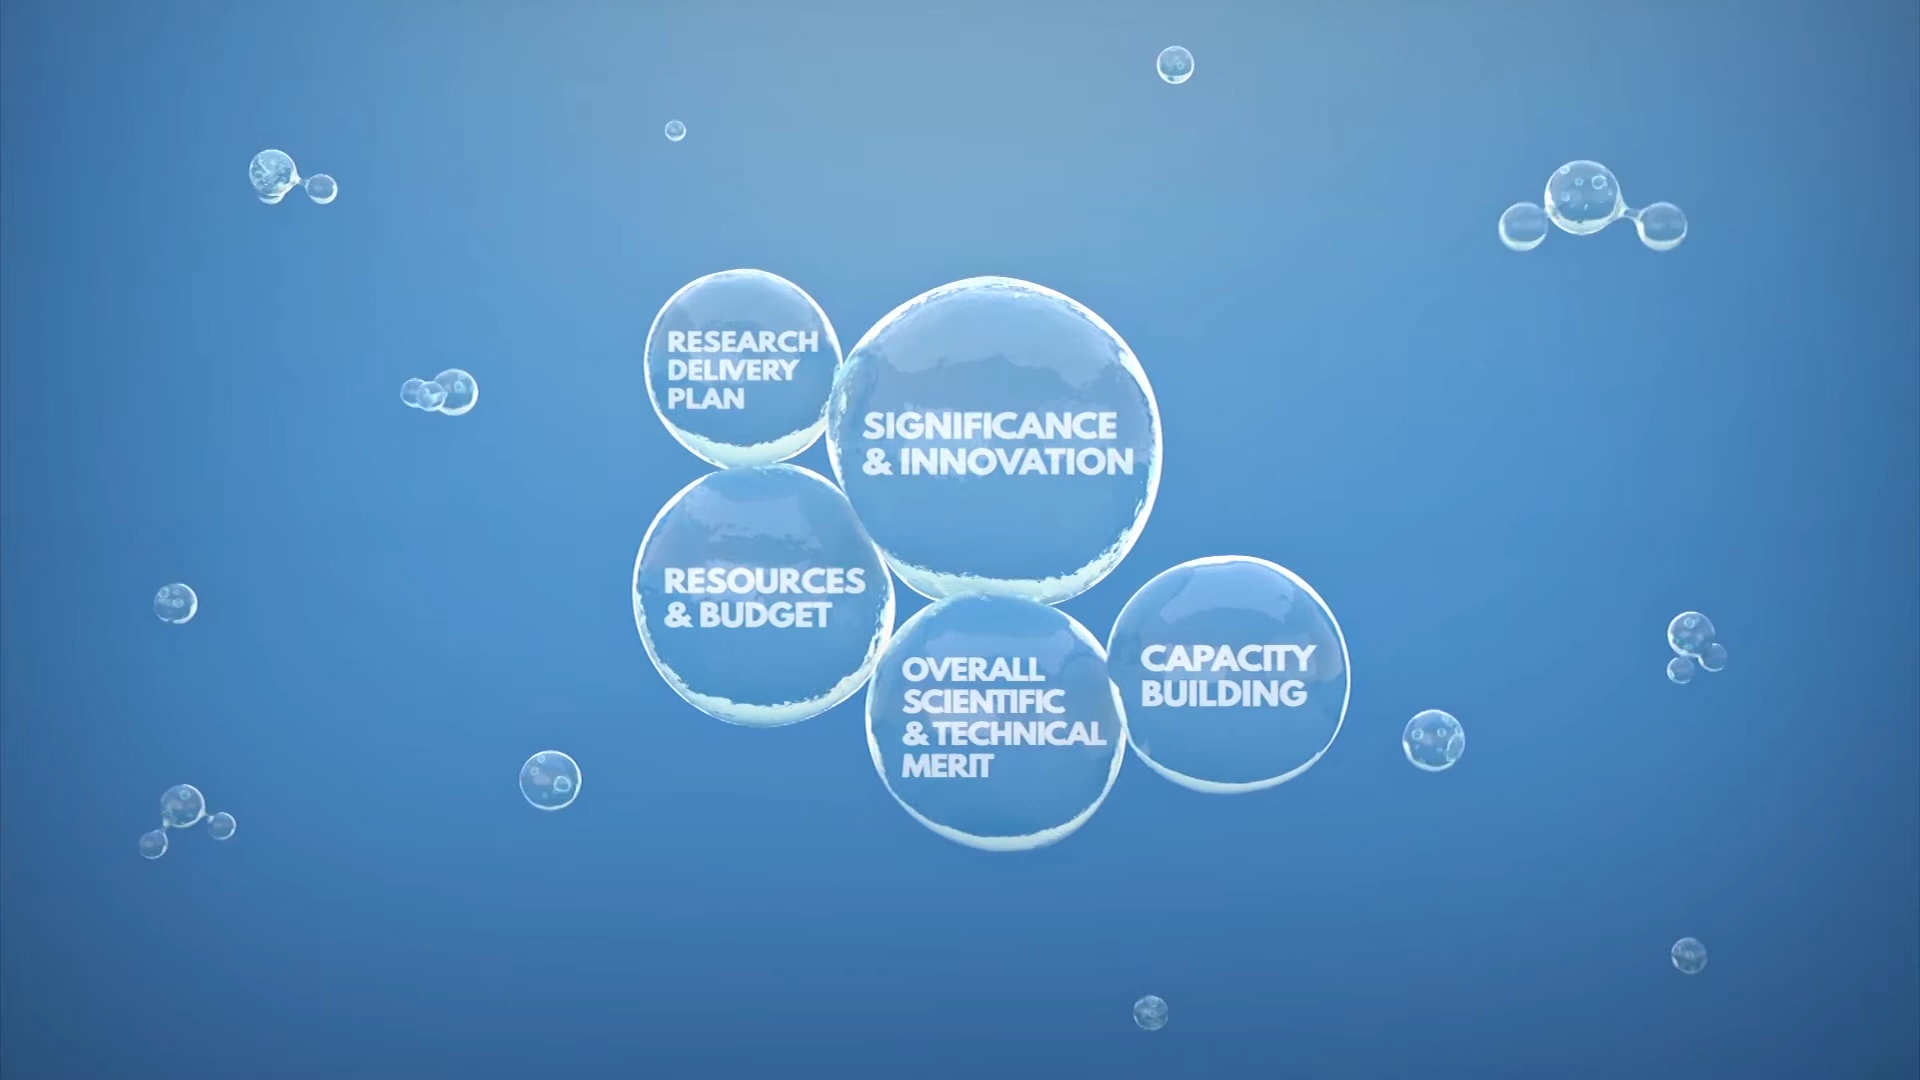 RESEARCH
DELIVERY
PLAN
SIGNIFICANCE
& INNOVATION
RESOURCES
& BUDGET
OVERALL
SCIENTIFIC
& TECHNICAL
MERIT
CAPACITY
BUILDING